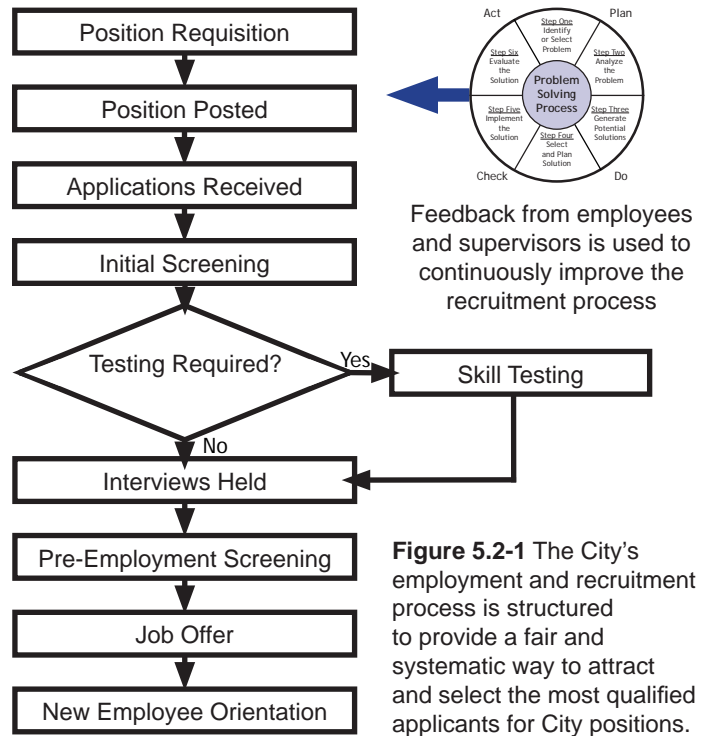 Position Requisition
Position Posted
Applications Received
Initial Screening
Testing Required?
Yes
Skill Testing
No
Interviews Held
Pre-Employment Screening
Job Offer
New Employee Orientation
Act
Plan
Step One
Identify
or Select
Problem
Step Two
Analyze
the
Problem
Step Three
Generate
Potential
Solutions
Step Four
Select
and Plan
Solution
Step Five
Implement
the
Solution
Step Six
Evaluate
the
Solution
Problem
Solving
Process
Check
Do
Feedback from employees
and supervisors is used to
continuously improve the
recruitment process
Figure 5.2-1 The City's
employment and recruitment
process is structured
to provide a fair and
systematic way to attract
and select the most qualified
applicants for City positions.